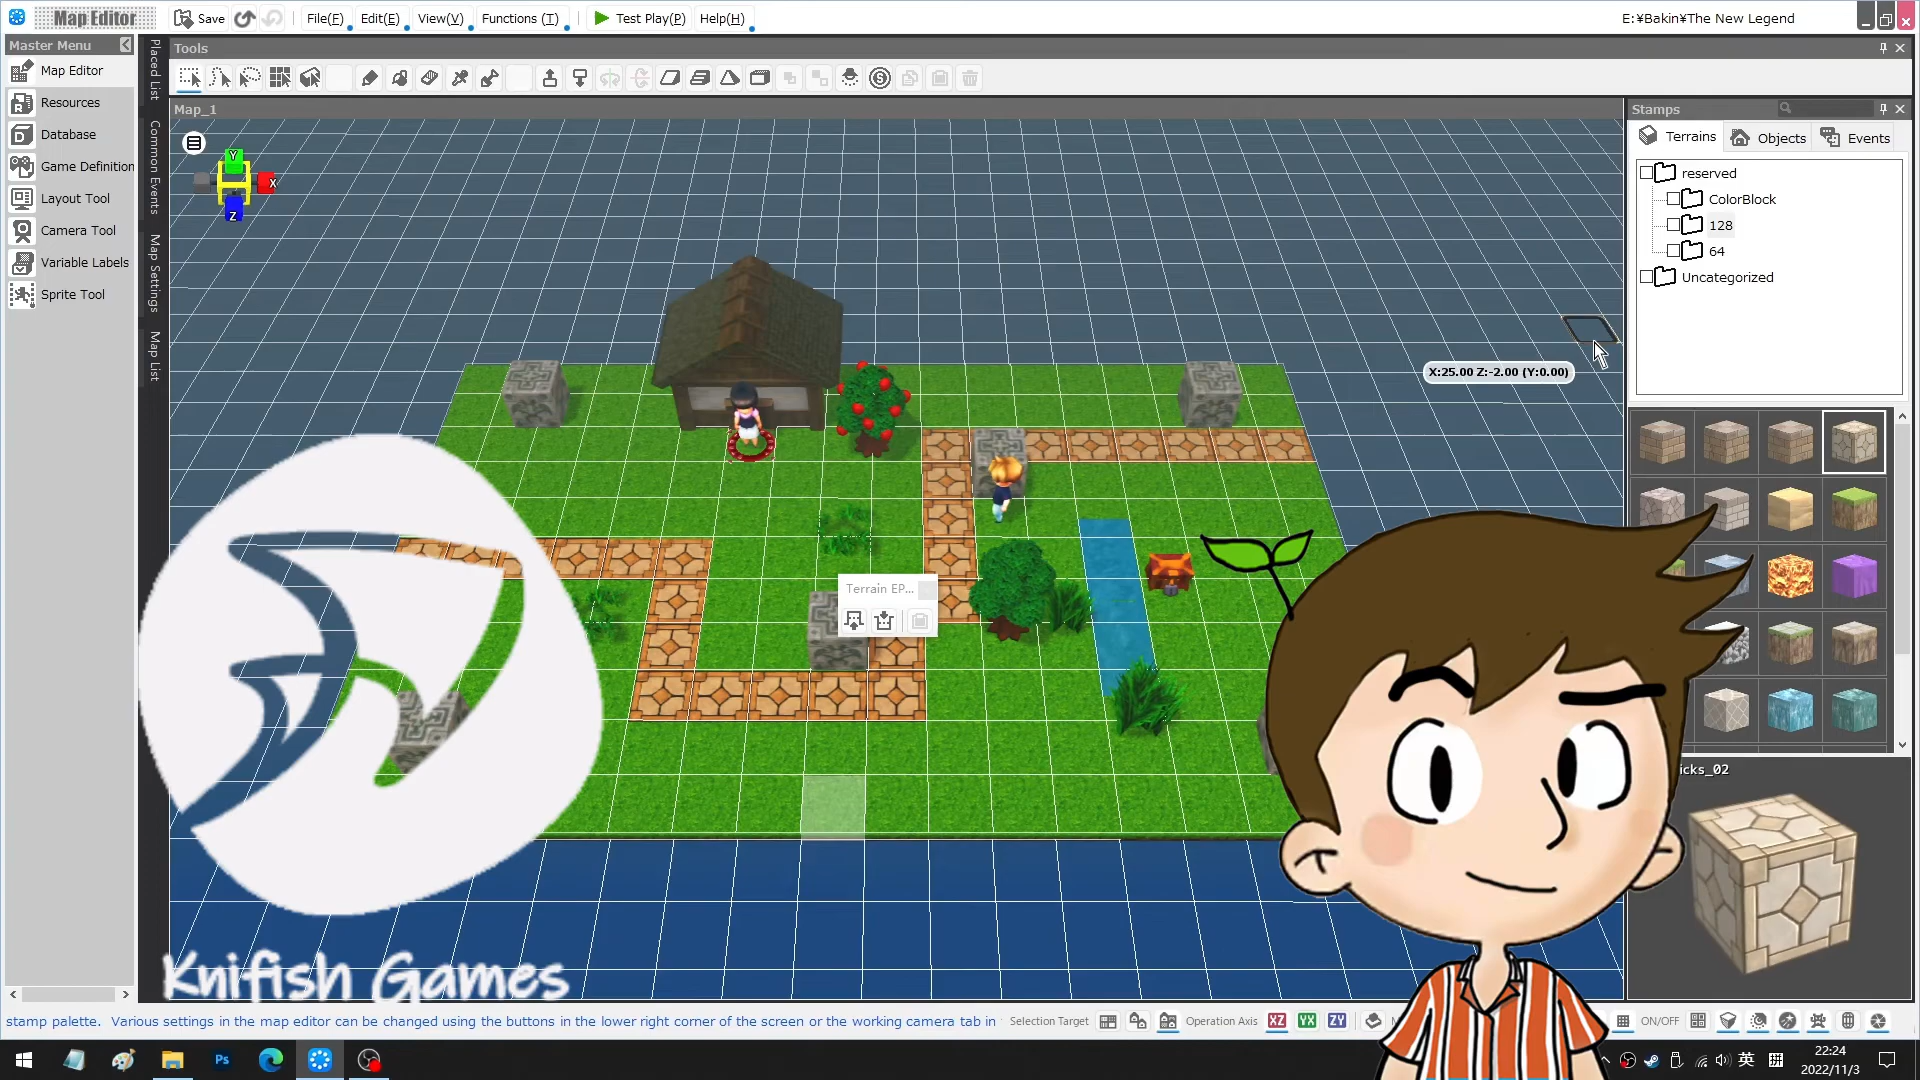 Map Editor
Save
File(F)
Edit(E)
View(V)
Functions (T)
Test Play(P)
Help(H)
E:¥Bakin¥The New Legend
Master Menu
Map Editor
Resources
Database
Game Definition
Layout Tool
Camera Tool
Variable Labels
Sprite Tool
Placed List
Common Events
Map Settings
Map List
Tools
Map_1
Y
X
Z
X:25.00 Z:-2.00 (Y:0.00)
Terrain EP...
Stamps
Terrains
Objects
Events
reserved
ColorBlock
128
64
Uncategorized
icks_02
Knifish Games
stamp palette. Various settings in the map editor can be changed using the buttons in the lower right corner of the screen or the working camera tab in
Selection Target
Operation Axis
XZ
YX
ZY
ON/OFF
Ps
英
22:24
2022/11/3